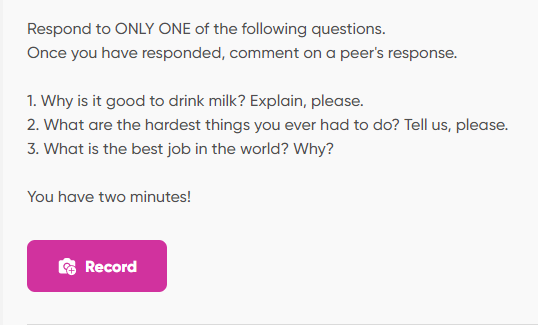 Respond to ONLY ONE of the following questions.
Once you have responded, comment on a peer's response.
1. Why is it good to drink milk? Explain, please.
2. What are the hardest things you ever had to do? Tell us, please.
3. What is the best job in the world? Why?
You have two minutes!
Record